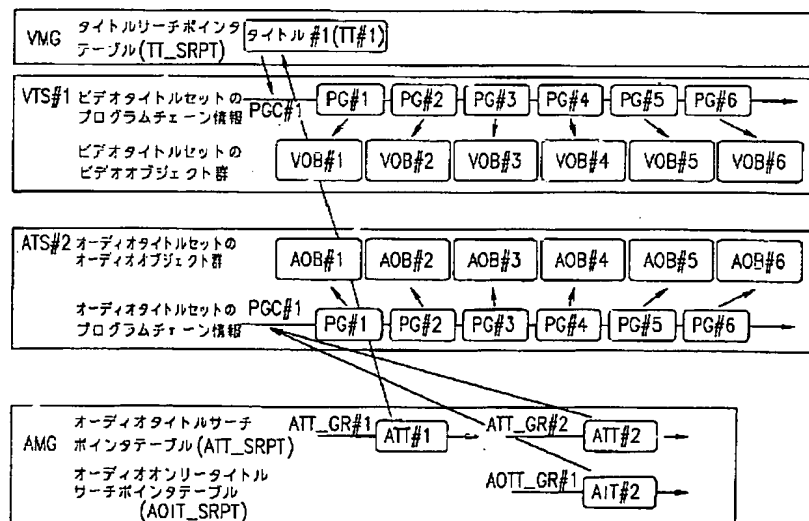 VMG タイトルサーチポインタ
テーブル(TT_SRPT)
タイトル #1(TT#1)
VTS#1 ビデオタイトルセットの
プログラムチェーン情報
PGC#1
PG#1 PG#2 PG#3 PG#4 PG#5 PG#6
ビデオタイトルセットの
ビデオオブジェクト群
VOB#1 VOB#2 VOB#3 VOB#4 VOB#5 VOB#6
ATS#2 オーディオタイトルセットの
オーディオオブジェクト群
AOB#1 AOB#2 AOB#3 AOB#4 AOB#5 AOB#6
オーディオタイトルセットの
プログラムチェーン情報
PGC#1
PG#1 PG#2 PG#3 PG#4 PG#5 PG#6
AMG
オーディオタイトルサーチ
ポインタテーブル(ATT_SRPT)
ATT_GR#1 ATT#1 ATT_GR#2 ATT#2
オーディオオンリータイトル
サーチポインタテーブル
(AOIT_SRPT)
AOTT_GR#1 AIT#2